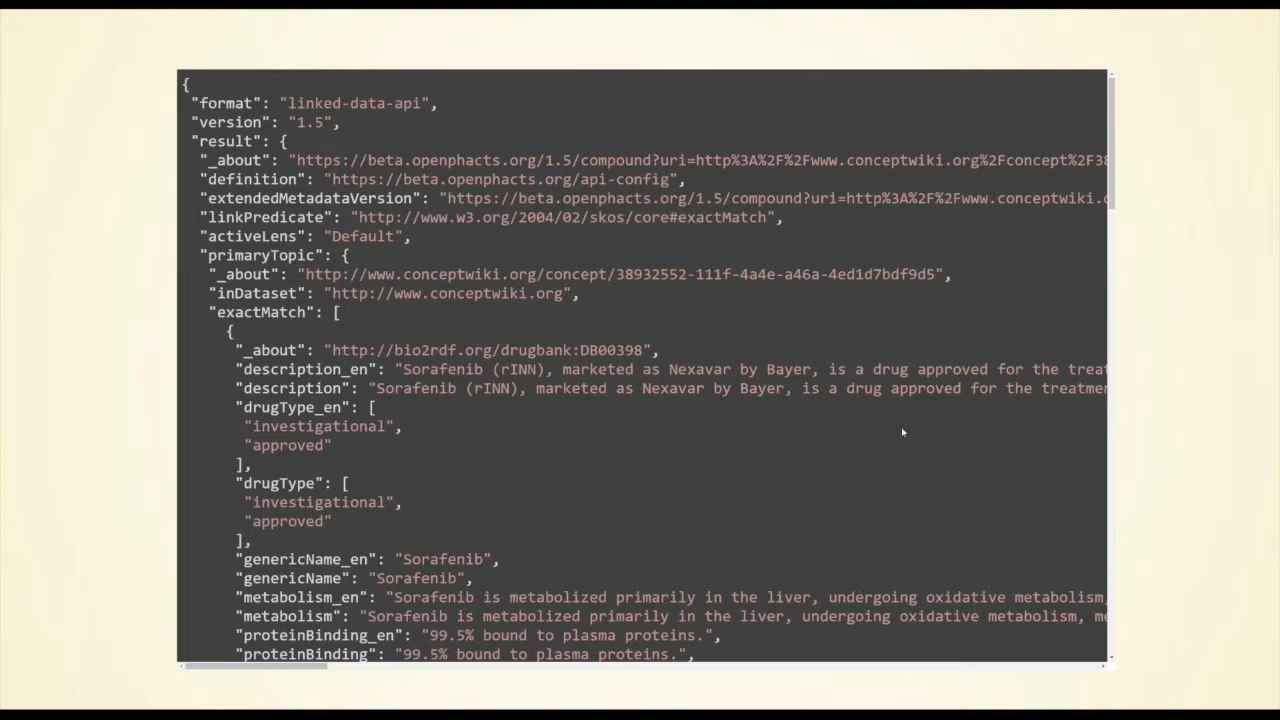 {
"format": "linked-data-api",
"version": "1.5",
"result": {
"_about": "https://beta.openphacts.org/1.5/compound?uri=http%3A%2F%2Fwww.conceptwiki.org%2Fconcept%2F38
"definition": "https://beta.openphacts.org/api-config",
"extendedMetadataVersion": "https://beta.openphacts.org/1.5/compound?uri=http%3A%2F%2Fwww.conceptwiki.o
"linkPredicate": "http://www.w3.org/2004/02/skos/core#exactMatch",
"activeLens": "Default",
"primaryTopic": {
"_about": "http://www.conceptwiki.org/concept/38932552-111f-4a4e-a46a-4ed1d7bdf9d5",
"inDataset": "http://www.conceptwiki.org",
"exactMatch": [
{
"_about": "http://bio2rdf.org/drugbank:DB00398",
"description_en": "Sorafenib (rINN), marketed as Nexavar by Bayer, is a drug approved for the treat
"description": "Sorafenib (rINN), marketed as Nexavar by Bayer, is a drug approved for the treatmen
"drugType_en": [
"investigational",
"approved"
],
"drugType": [
"investigational",
"approved"
],
"genericName_en": "Sorafenib",
"genericName": "Sorafenib",
"metabolism_en": "Sorafenib is metabolized primarily in the liver, undergoing oxidative metabolism,
"metabolism": "Sorafenib is metabolized primarily in the liver, undergoing oxidative metabolism, me
"proteinBinding_en": "99.5% bound to plasma proteins.",
"proteinBinding": "99.5% bound to plasma proteins.",